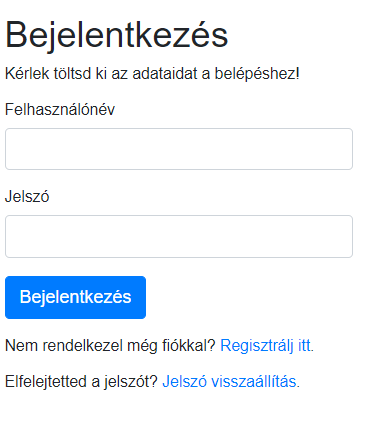 Bejelentkezés
Kérlek töltsd ki az adataidat a belépéshez!
Felhasználónév
Jelszó
Bejelentkezés
Nem rendelkezel még fiókkal? Regisztrálj itt.
Elfelejtetted a jelszót? Jelszó visszaállítás.